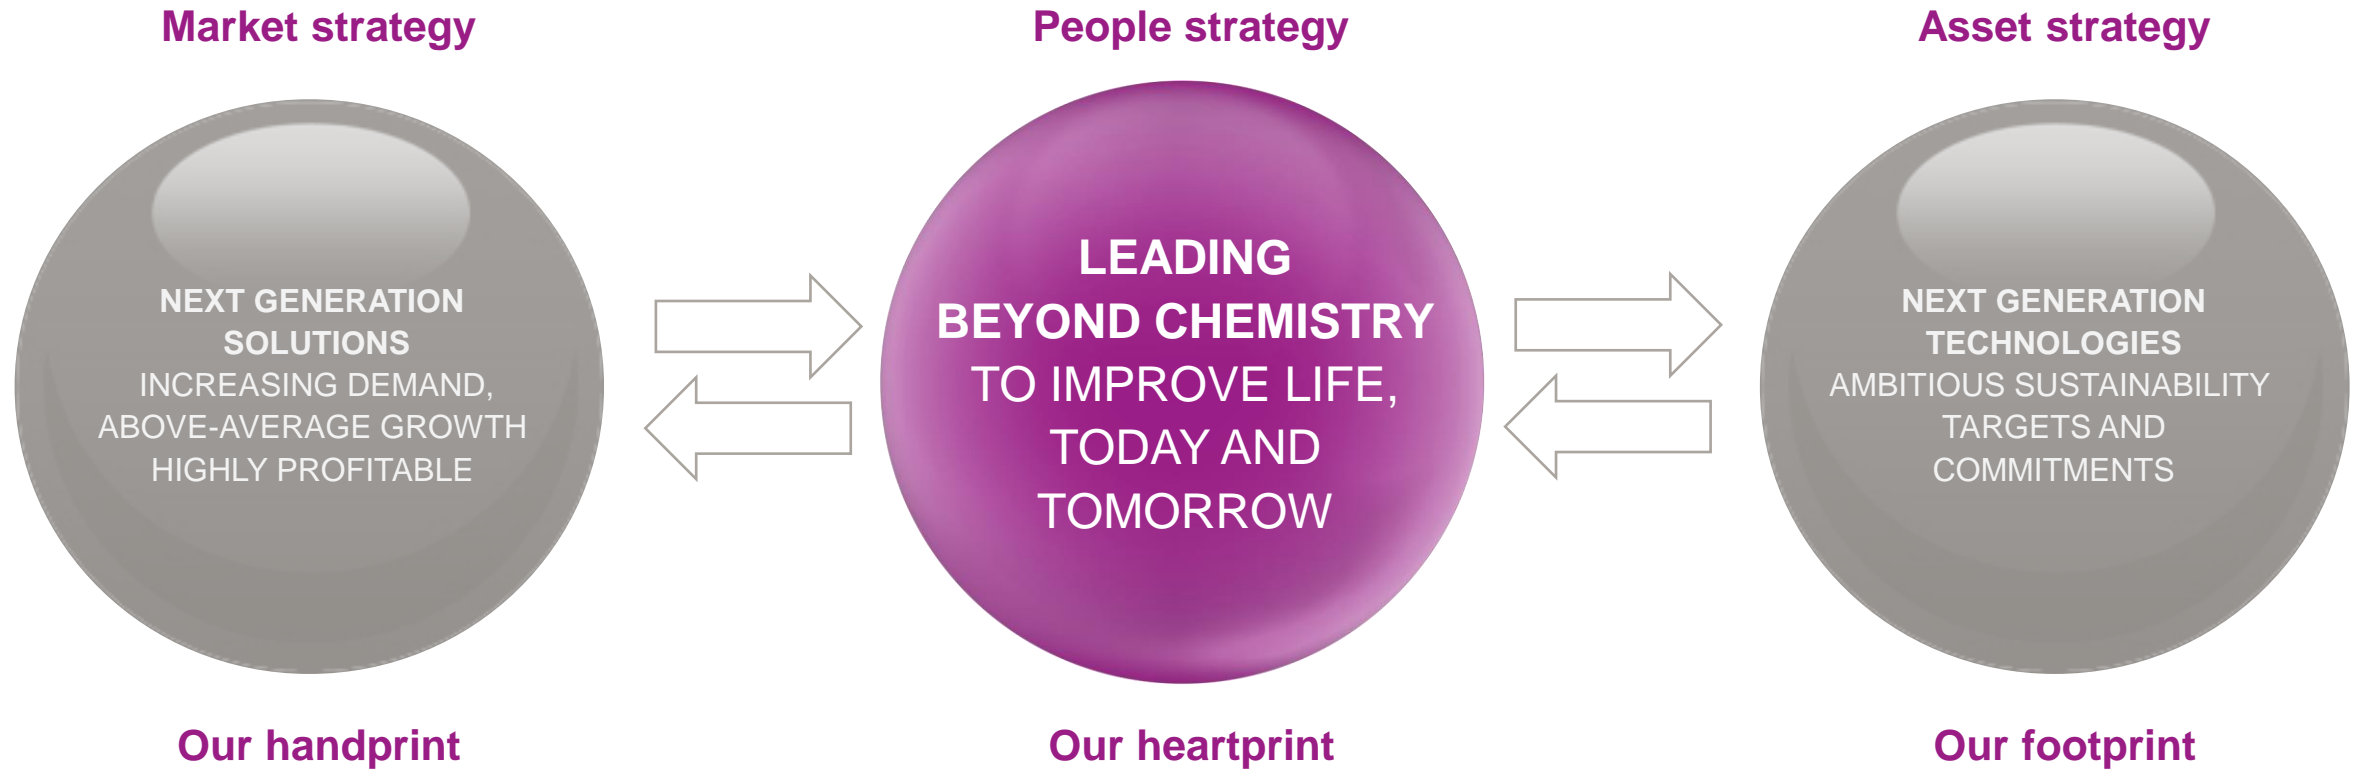 Market strategy
People strategy
Asset strategy
NEXT GENERATION
SOLUTIONS
INCREASING DEMAND,
ABOVE-AVERAGE GROWTH
HIGHLY PROFITABLE
LEADING
BEYOND CHEMISTRY
TO IMPROVE LIFE,
TODAY AND
TOMORROW
NEXT GENERATION
TECHNOLOGIES
AMBITIOUS SUSTAINABILITY
TARGETS AND
COMMITMENTS
Our handprint
Our heartprint
Our footprint